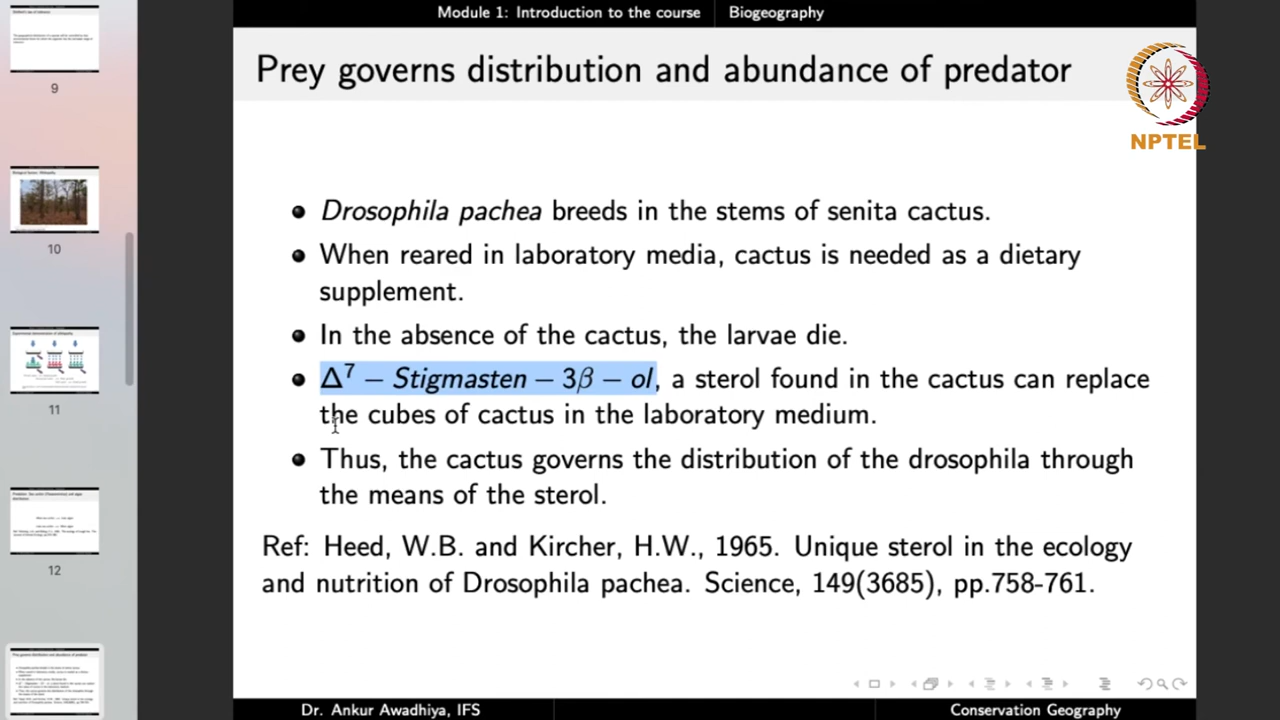 Module 1: Introduction to the course
Biogeography
Prey governs distribution and abundance of predator
NPTEL
Drosophila pachea breeds in the stems of senita cactus.
When reared in laboratory media, cactus is needed as a dietary
supplement.
In the absence of the cactus, the larvae die.
Δ⁷ − Stigmasten − 3β − ol, a sterol found in the cactus can replace
the cubes of cactus in the laboratory medium.
Thus, the cactus governs the distribution of the drosophila through
the means of the sterol.
Ref: Heed, W.B. and Kircher, H.W., 1965. Unique sterol in the ecology
and nutrition of Drosophila pachea. Science, 149(3685), pp.758-761.
Dr. Ankur Awadhiya, IFS
Conservation Geography
9
10
11
12